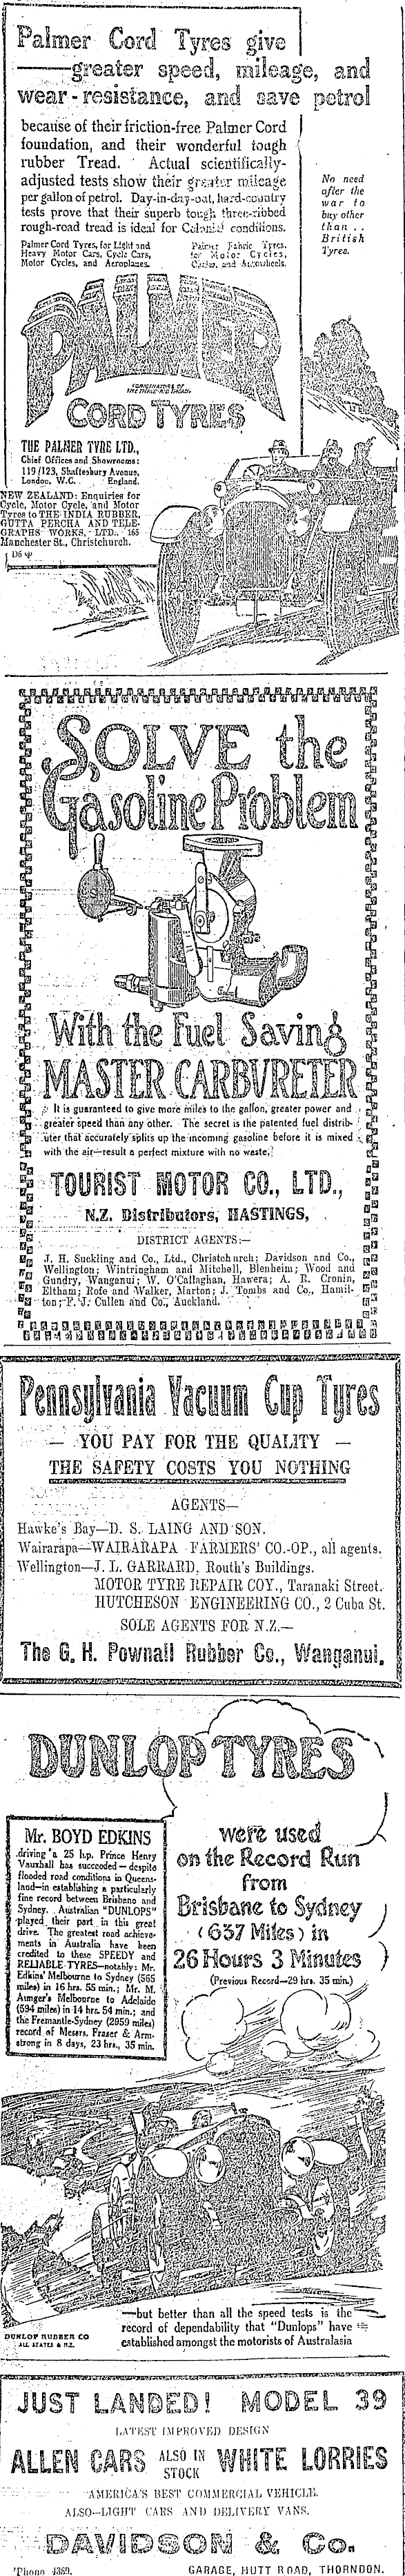 Palmer Cord Tyres give
greater speed, mileage, and
wear-resistance, and save petrol
because of their friction-free Palmer Cord
foundation, and their wonderful tough
rubber Tread. Actual scientifically-
adjusted tests show their greater mileage
per gallon of petrol. Day-in-day-out, hard-country
tests prove that their superb tough three-ribbed
rough-road tread is ideal for Colonial conditions.
No need
after the
war to
buy other
than . .
British
Tyres.
Palmer Cord Tyres, for Light and
Heavy Motor Cars, Cycle Cars,
Motor Cycles, and Aeroplanes.
Palmer Fabric Tyres,
for Motor Cycles,
Cycles, and Aerowheels.
PALMER
CORD TYRES
THE PALMER TYRE LTD.,
Chief Offices and Showrooms:
119/123, Shaftesbury Avenue,
London, W.C. . England.
NEW ZEALAND: Enquiries for
Cycle, Motor Cycle, and Motor
Tyres to THE INDIA RUBBER,
GUTTA PERCHA AND TELE-
GRAPHS WORKS, LTD., 165
Manchester St., Christchurch.
D6
SOLVE the
Gasoline Problem
With the Fuel Saving
MASTER CARBURETER
It is guaranteed to give more miles to the gallon, greater power and
greater speed than any other. The secret is the patented fuel distrib-
uter that accurately splits up the incoming gasoline before it is mixed
with the air—result a perfect mixture with no waste.
TOURIST MOTOR CO., LTD.,
N.Z. Distributors, HASTINGS,
DISTRICT AGENTS:—
J. H. Suckling and Co., Ltd., Christchurch; Davidson and Co.,
Wellington; Wintringham and Mitchell, Blenheim; Wood and
Gundry, Wanganui; W. O'Callaghan, Hawera; A. R. Cronin,
Eltham; Rofe and Walker, Marton; J. Tombs and Co., Hamil-
ton; F. J. Cullen and Co., Auckland.
Pennsylvania Vacuum Cup Tyres
— YOU PAY FOR THE QUALITY —
THE SAFETY COSTS YOU NOTHING
AGENTS—
Hawke's Bay—D. S. LAING AND SON.
Wairarapa—WAIRARAPA FARMERS' CO.-OP., all agents.
Wellington—J. L. GARRARD, Routh's Buildings.
MOTOR TYRE REPAIR COY., Taranaki Street.
HUTCHESON ENGINEERING CO., 2 Cuba St.
SOLE AGENTS FOR N.Z.—
The G. H. Pownall Rubber Co., Wanganui.
DUNLOP TYRES
were used
on the Record Run
from
Brisbane to Sydney
(637 Miles) in
26 Hours 3 Minutes
(Previous Record—29 hrs. 35 min.)
Mr. BOYD EDKINS
driving a 25 h.p. Prince Henry
Vauxhall has succeeded—despite
flooded road conditions in Queens-
land—in establishing a particularly
fine record between Brisbane and
Sydney. Australian "DUNLOPS"
played their part in this great
drive. The greatest road achieve-
ments in Australia have been
credited to these SPEEDY and
RELIABLE TYRES—notably: Mr.
Edkins' Melbourne to Sydney (565
miles) in 16 hrs. 55 min.; Mr. M.
Aunger's Melbourne to Adelaide
(594 miles) in 14 hrs. 54 min.; and
the Fremantle-Sydney (2959 miles)
record of Messrs. Fraser & Arm-
strong in 8 days, 23 hrs., 35 min.
—but better than all the speed tests is the
record of dependability that "Dunlops" have
established amongst the motorists of Australasia
DUNLOP RUBBER CO
ALL STATES & N.Z.
JUST LANDED! MODEL 39
LATEST IMPROVED DESIGN
ALLEN CARS ALSO IN STOCK WHITE LORRIES
AMERICA'S BEST COMMERCIAL VEHICLE.
ALSO—LIGHT CARS AND DELIVERY VANS.
DAVIDSON & Co.
'Phone 4369. GARAGE, HUTT ROAD, THORNDON.